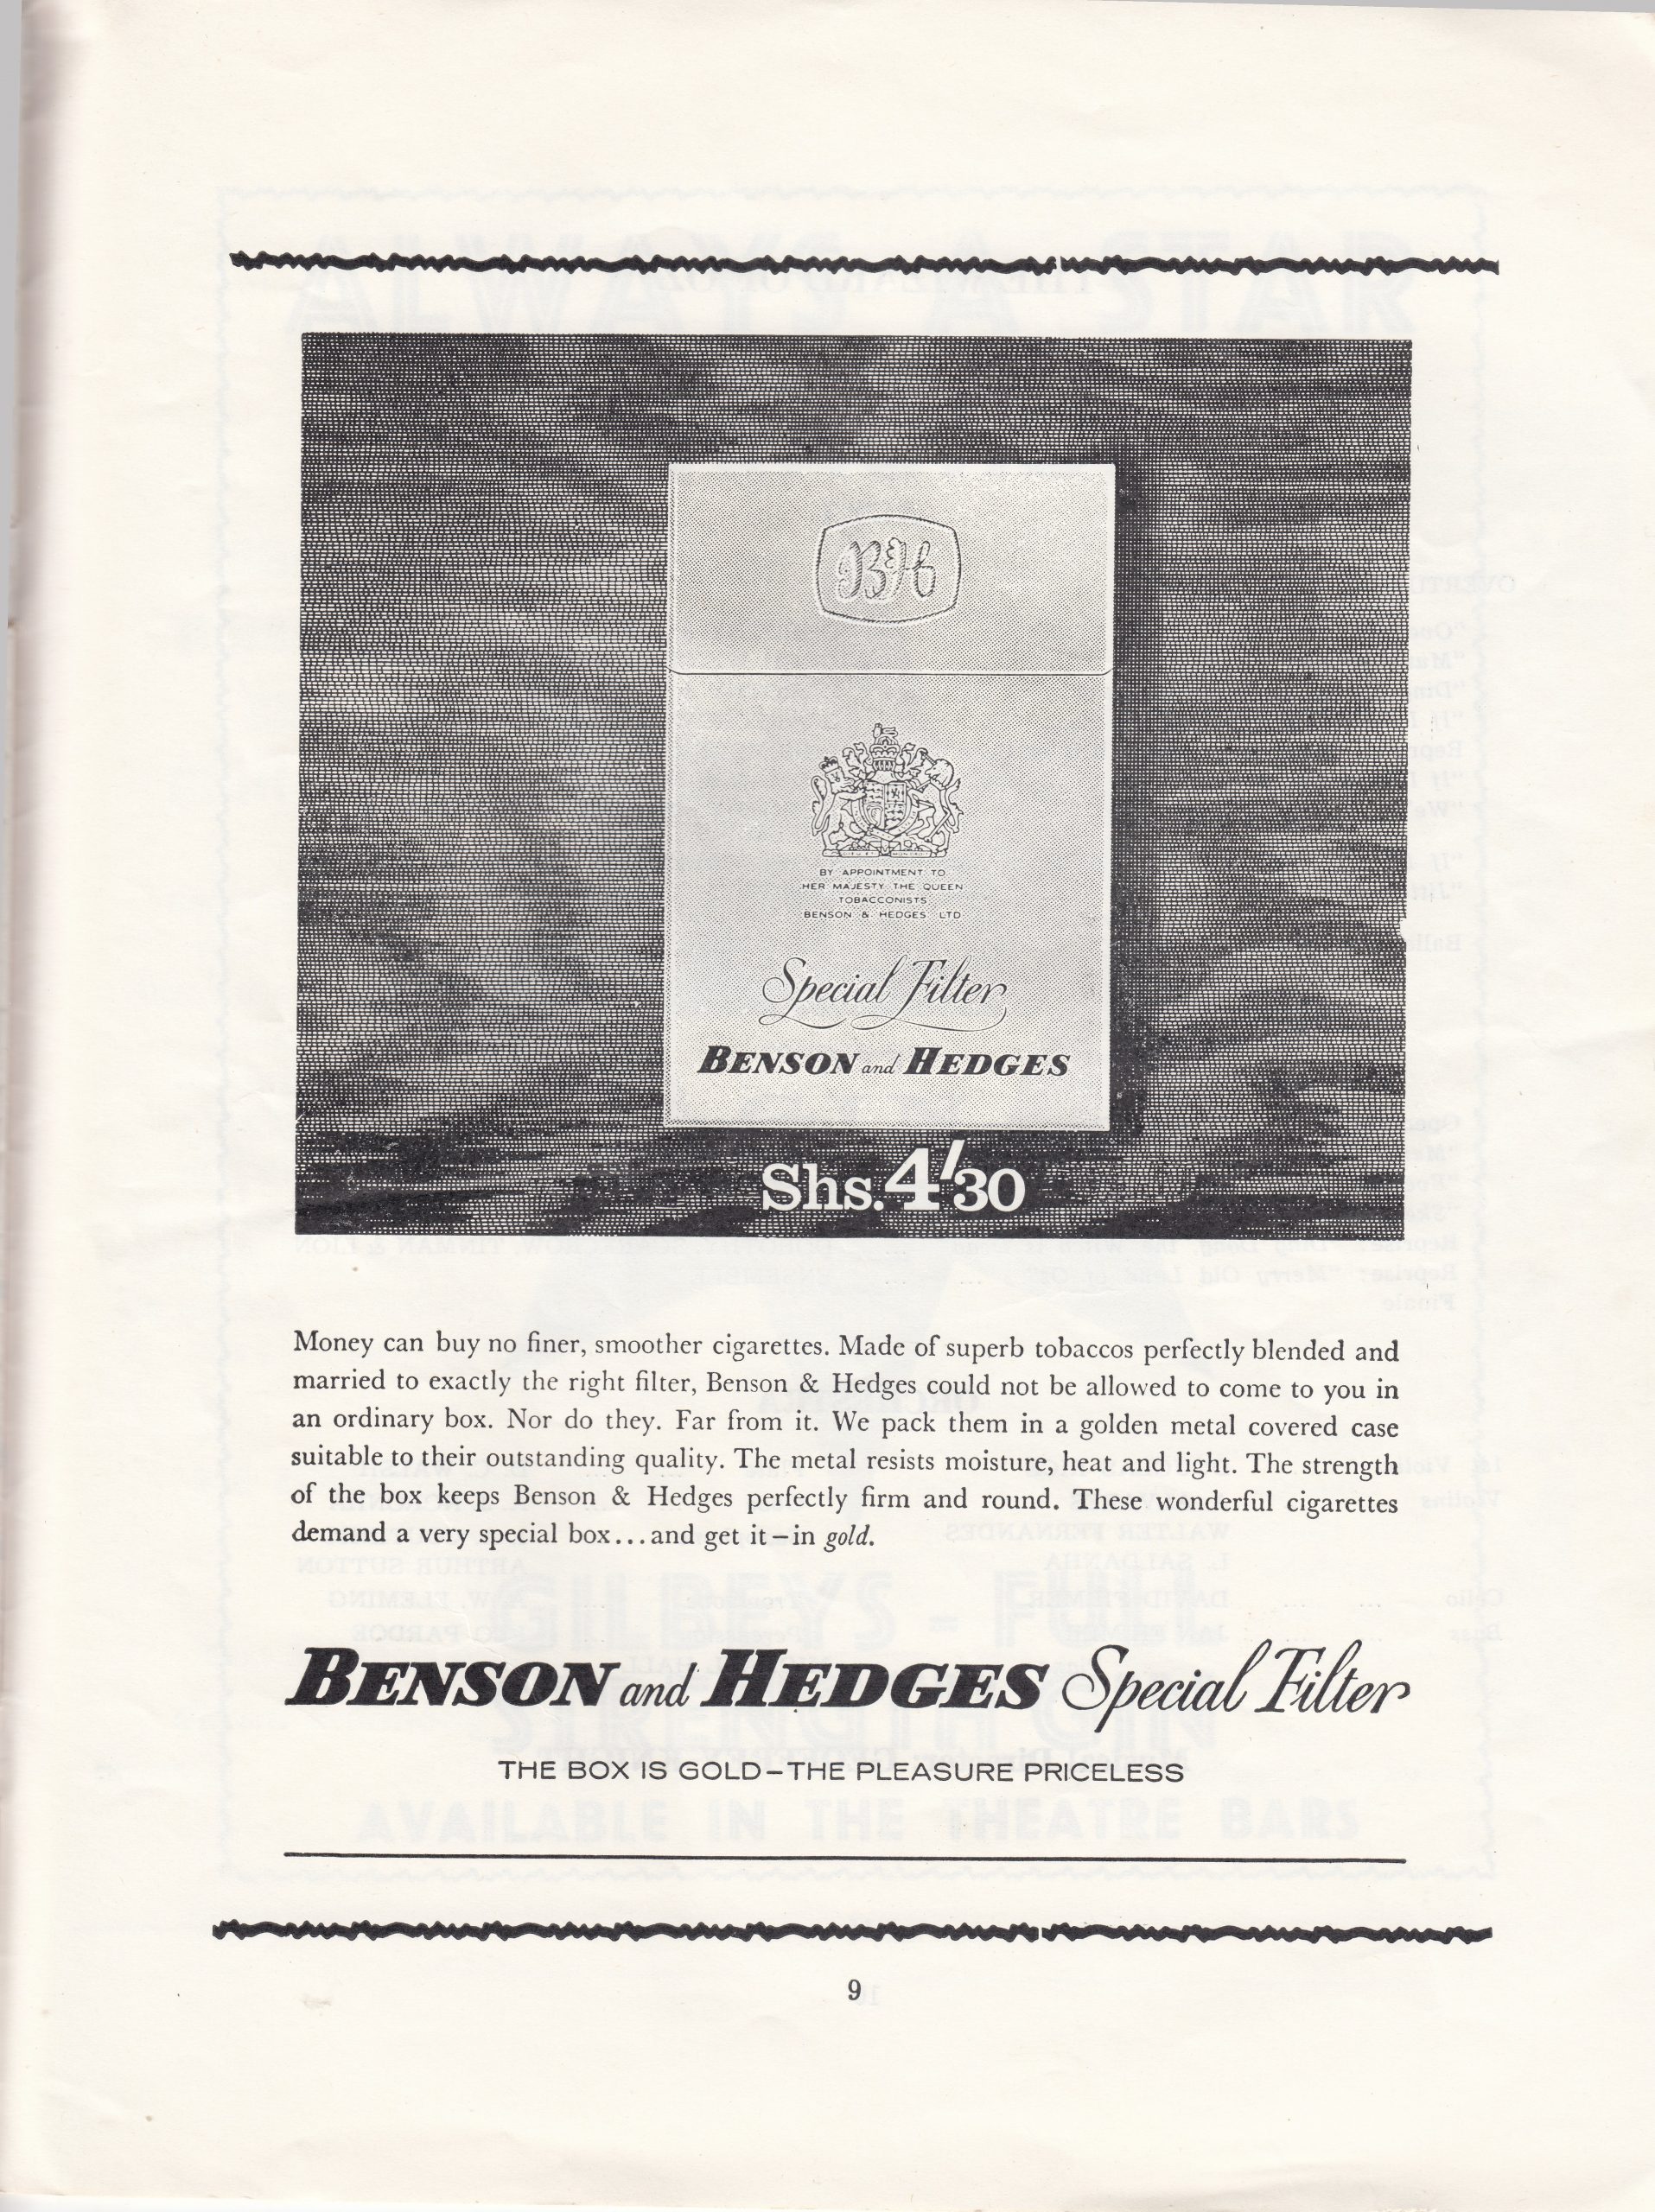 B&H
BY APPOINTMENT TO
HER MAJESTY THE QUEEN
TOBACCONISTS
BENSON & HEDGES LTD
Special Filter
BENSON and HEDGES
Shs.4/30
Money can buy no finer, smoother cigarettes. Made of superb tobaccos perfectly blended and
married to exactly the right filter, Benson & Hedges could not be allowed to come to you in
an ordinary box. Nor do they. Far from it. We pack them in a golden metal covered case
suitable to their outstanding quality. The metal resists moisture, heat and light. The strength
of the box keeps Benson & Hedges perfectly firm and round. These wonderful cigarettes
demand a very special box...and get it—in gold.
BENSON and HEDGES Special Filter
THE BOX IS GOLD—THE PLEASURE PRICELESS
9